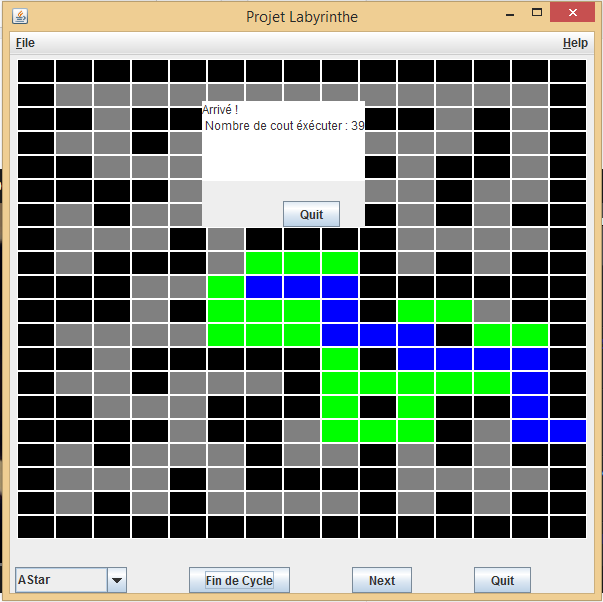 Projet Labyrinthe
File Help
Arrivé !
Nombre de cout éxécuter : 39
Quit
AStar Fin de Cycle Next Quit